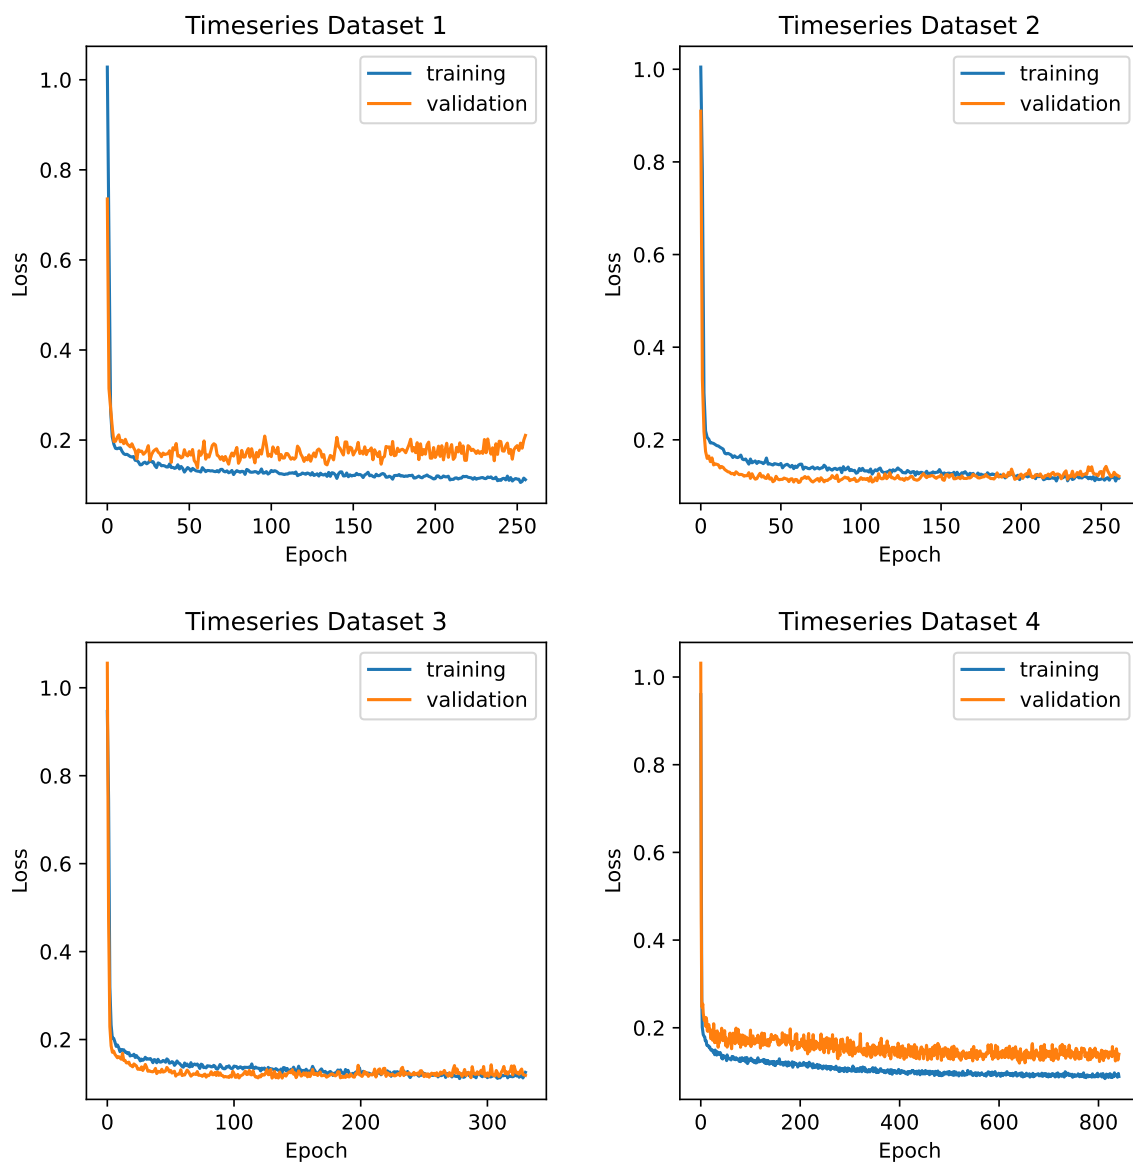 Timeseries Dataset 1
training
validation
1.0
0.8
0.6
0.4
0.2
Loss
0
50
100
150
200
250
Epoch
Timeseries Dataset 2
training
validation
1.0
0.8
0.6
0.4
0.2
Loss
0
50
100
150
200
250
Epoch
Timeseries Dataset 3
training
validation
1.0
0.8
0.6
0.4
0.2
Loss
0
100
200
300
Epoch
Timeseries Dataset 4
training
validation
1.0
0.8
0.6
0.4
0.2
Loss
0
200
400
600
800
Epoch